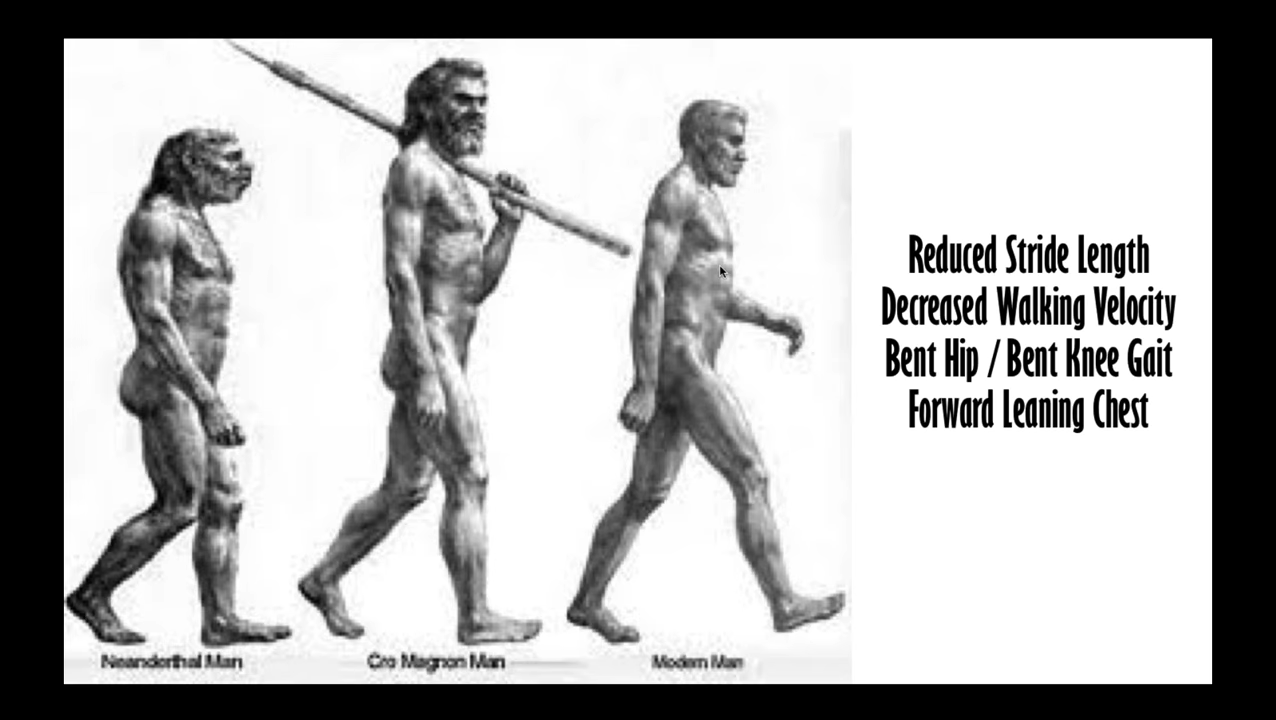 Reduced Stride Length
Decreased Walking Velocity
Bent Hip / Bent Knee Gait
Forward Leaning Chest
Neanderthal Man
Cro Magnon Man
Modern Man